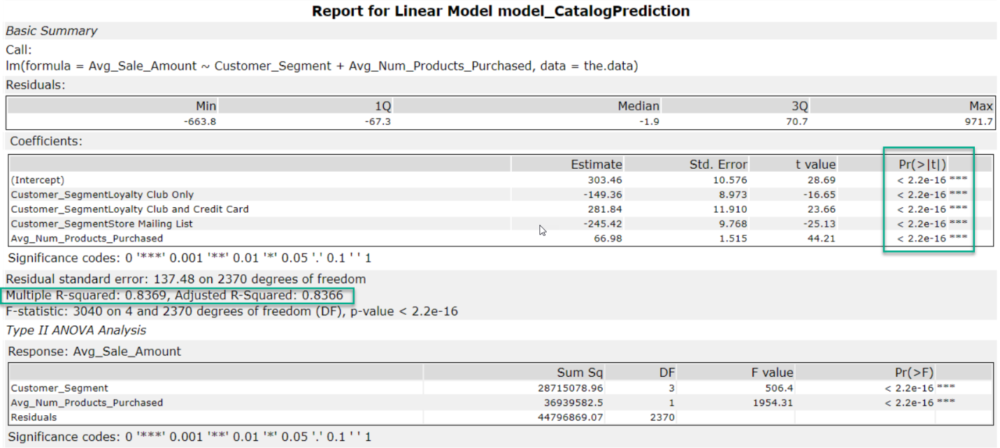 Report for Linear Model model_CatalogPrediction
Basic Summary
Call:
lm(formula = Avg_Sale_Amount ~ Customer_Segment + Avg_Num_Products_Purchased, data = the.data)
Residuals:
Min 1Q Median 3Q Max
-663.8 -67.3 -1.9 70.7 971.7
Coefficients:
Estimate Std. Error t value Pr(>|t|)
(Intercept) 303.46 10.576 28.69 < 2.2e-16 ***
Customer_SegmentLoyalty Club Only -149.36 8.973 -16.65 < 2.2e-16 ***
Customer_SegmentLoyalty Club and Credit Card 281.84 11.910 23.66 < 2.2e-16 ***
Customer_SegmentStore Mailing List -245.42 9.768 -25.13 < 2.2e-16 ***
Avg_Num_Products_Purchased 66.98 1.515 44.21 < 2.2e-16 ***
Significance codes: 0 '***' 0.001 '**' 0.01 '*' 0.05 '.' 0.1 ' ' 1
Residual standard error: 137.48 on 2370 degrees of freedom
Multiple R-squared: 0.8369, Adjusted R-Squared: 0.8366
F-statistic: 3040 on 4 and 2370 degrees of freedom (DF), p-value < 2.2e-16
Type II ANOVA Analysis
Response: Avg_Sale_Amount
Sum Sq DF F value Pr(>F)
Customer_Segment 28715078.96 3 506.4 < 2.2e-16 ***
Avg_Num_Products_Purchased 36939582.5 1 1954.31 < 2.2e-16 ***
Residuals 44796869.07 2370
Significance codes: 0 '***' 0.001 '**' 0.01 '*' 0.05 '.' 0.1 ' ' 1